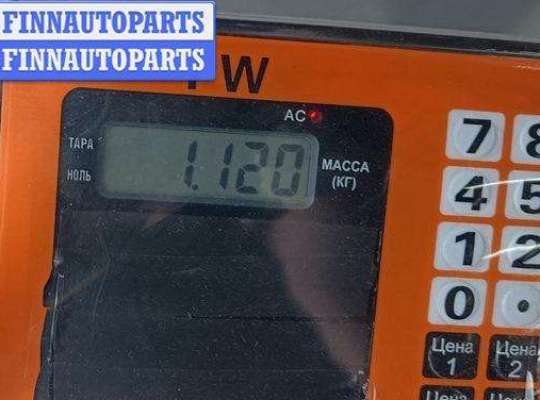 FINNAUTOPARTS
FINNAUTOPARTS
W
AC
ТАРА
НОЛЬ
1.120
МАССА
(КГ)
7 8
4 5
1 2
0 .
Цена
1
Цена
2